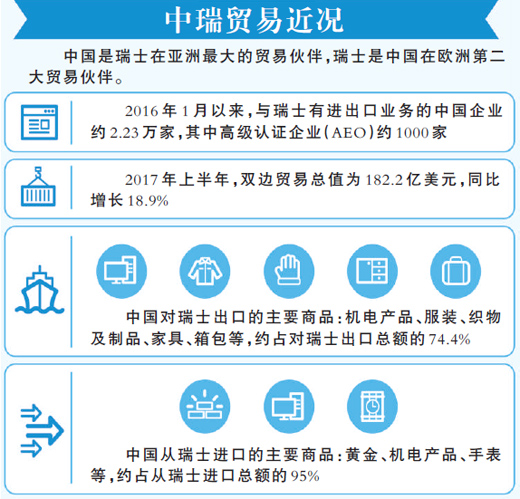 中瑞贸易近况
中国是瑞士在亚洲最大的贸易伙伴，瑞士是中国在欧洲第二
大贸易伙伴。
2016年1月以来，与瑞士有进出口业务的中国企业
约2.23万家，其中高级认证企业（AEO）约1000家
2017年上半年，双边贸易总值为182.2亿美元，同比
增长18.9%
中国对瑞士出口的主要商品：机电产品、服装、织物
及制品、家具、箱包等，约占对瑞士出口总额的74.4%
中国从瑞士进口的主要商品：黄金、机电产品、手表
等，约占从瑞士进口总额的95%